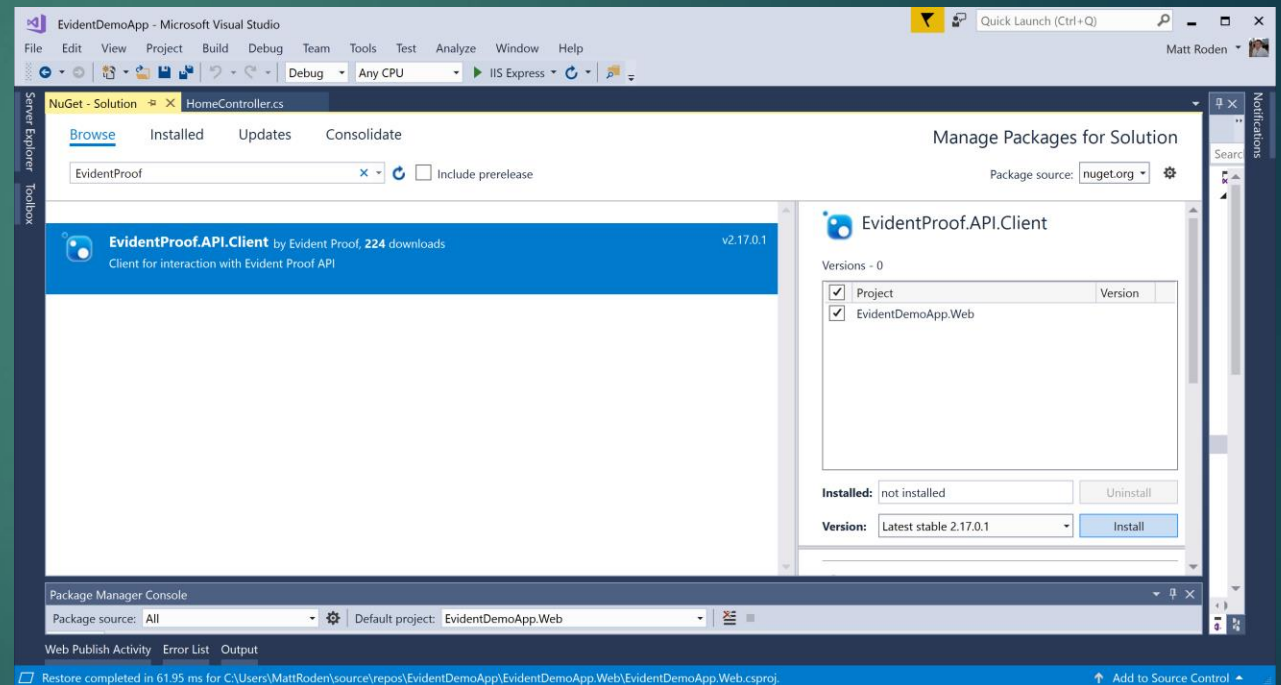 EvidentDemoApp - Microsoft Visual Studio
Quick Launch (Ctrl+Q)
File Edit View Project Build Debug Team Tools Test Analyze Window Help
Matt Roden
Debug Any CPU IIS Express
Server Explorer
Toolbox
NuGet - Solution HomeController.cs
Notifications
Browse Installed Updates Consolidate
Manage Packages for Solution
EvidentProof
Include prerelease
Package source: nuget.org
EvidentProof.API.Client by Evident Proof, 224 downloads v2.17.0.1
Client for interaction with Evident Proof API
EvidentProof.API.Client
Versions - 0
Project Version
EvidentDemoApp.Web
Installed: not installed Uninstall
Version: Latest stable 2.17.0.1 Install
Package Manager Console
Package source: All Default project: EvidentDemoApp.Web
Web Publish Activity Error List Output
Restore completed in 61.95 ms for C:\Users\MattRoden\source\repos\EvidentDemoApp\EvidentDemoApp.Web\EvidentDemoApp.Web.csproj.
Add to Source Control